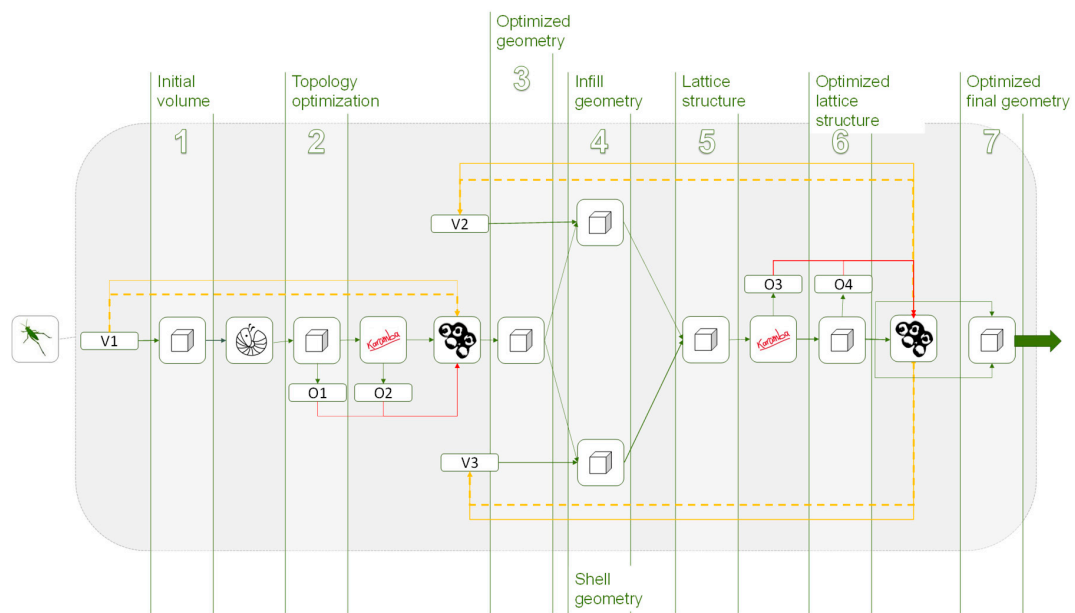 Optimized
geometry
3
Initial
volume
1
Topology
optimization
2
Infill
geometry
4
Lattice
structure
5
Optimized
lattice
structure
6
Optimized
final geometry
7
V2
V1
Karamba
O1
O2
O3
O4
Karamba
V3
Shell
geometry